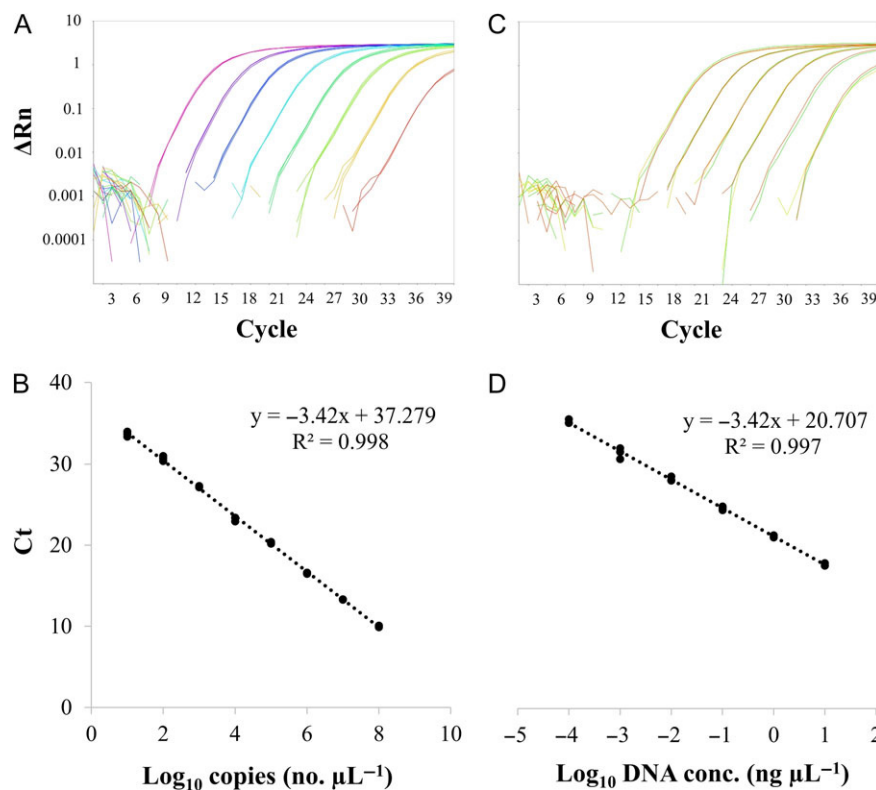 A
10
1
0.1
0.01
0.001
0.0001
ΔRn
3 6 9 12 15 18 21 24 27 30 33 36 39
Cycle
C
3 6 9 12 15 18 21 24 27 30 33 36 39
Cycle
B
40
30
20
10
0
Ct
y = −3.42x + 37.279
R² = 0.998
0 2 4 6 8 10
Log₁₀ copies (no. μL⁻¹)
D
y = −3.42x + 20.707
R² = 0.997
−5 −4 −3 −2 −1 0 1 2
Log₁₀ DNA conc. (ng μL⁻¹)